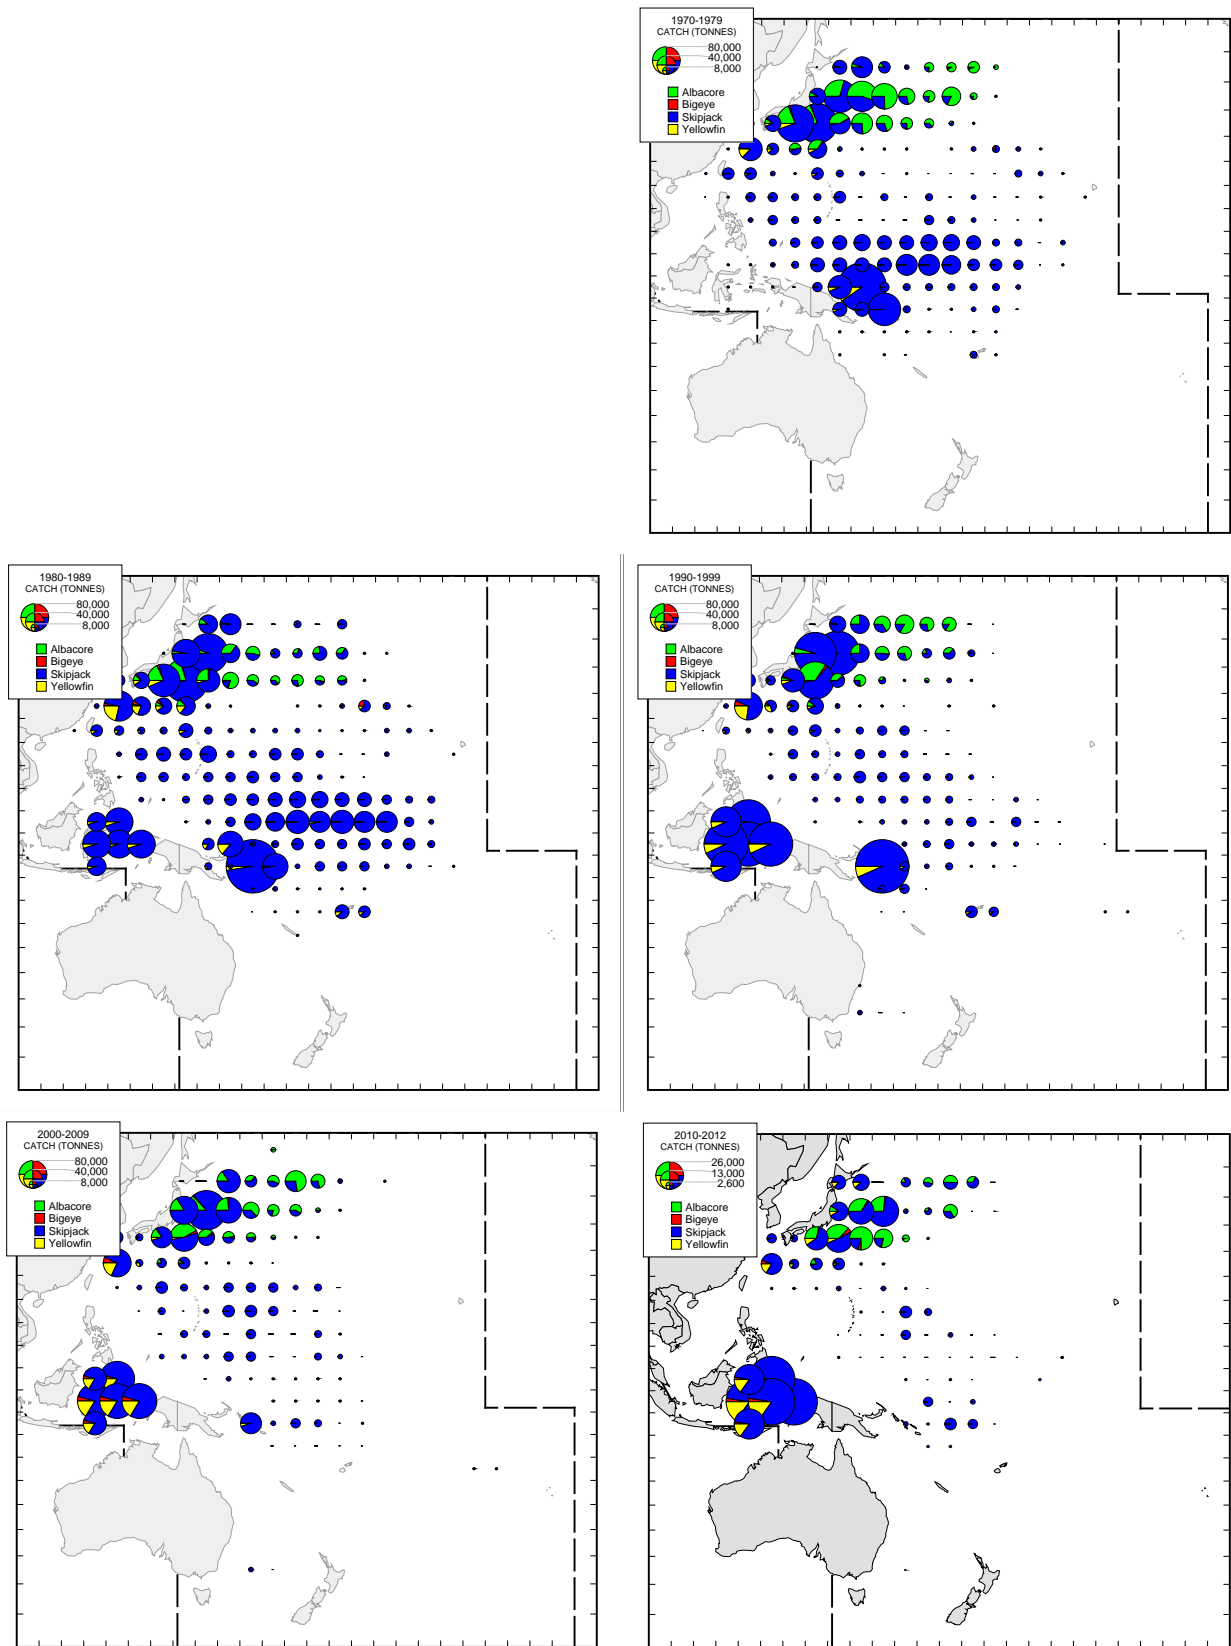 1970-1979
CATCH (TONNES)
80,000
40,000
8,000
Albacore
Bigeye
Skipjack
Yellowfin
1980-1989
CATCH (TONNES)
80,000
40,000
8,000
Albacore
Bigeye
Skipjack
Yellowfin
1990-1999
CATCH (TONNES)
80,000
40,000
8,000
Albacore
Bigeye
Skipjack
Yellowfin
2000-2009
CATCH (TONNES)
80,000
40,000
8,000
Albacore
Bigeye
Skipjack
Yellowfin
2010-2012
CATCH (TONNES)
26,000
13,000
2,600
Albacore
Bigeye
Skipjack
Yellowfin